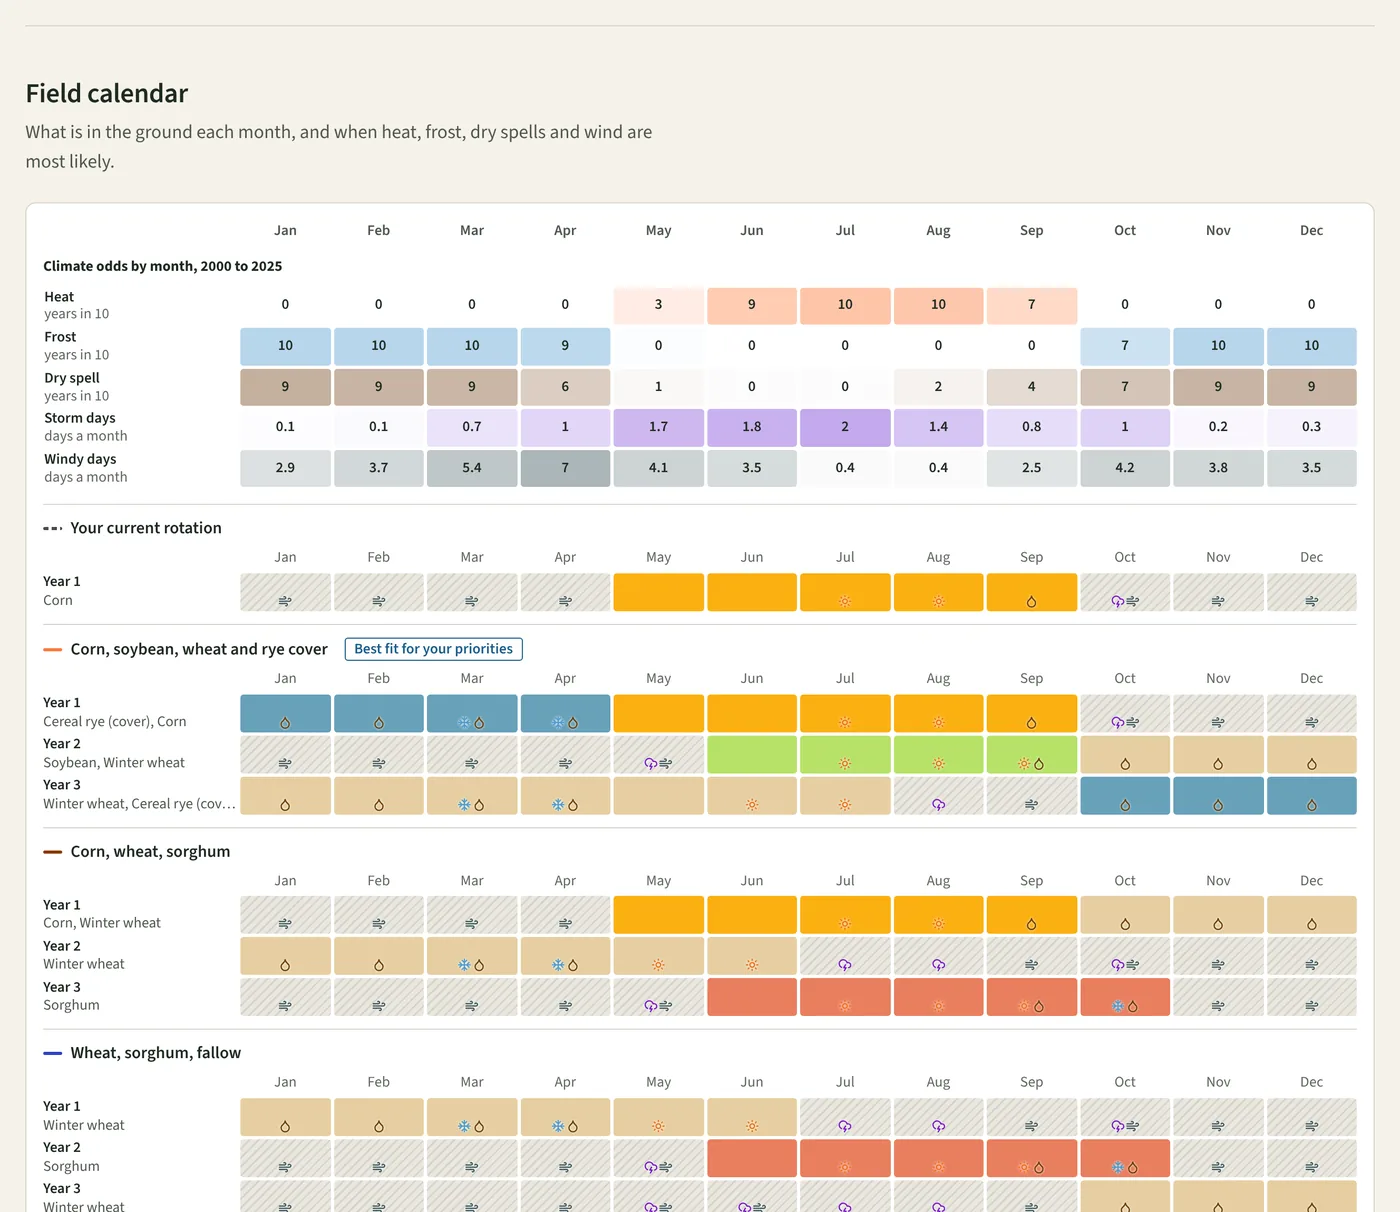 Field calendar
What is in the ground each month, and when heat, frost, dry spells and wind are
most likely.
Jan Feb Mar Apr May Jun Jul Aug Sep Oct Nov Dec
Climate odds by month, 2000 to 2025
Heat
years in 10
0 0 0 0 3 9 10 10 7 0 0 0
Frost
years in 10
10 10 10 9 0 0 0 0 0 7 10 10
Dry spell
years in 10
9 9 9 6 1 0 0 2 4 7 9 9
Storm days
days a month
0.1 0.1 0.7 1 1.7 1.8 2 1.4 0.8 1 0.2 0.3
Windy days
days a month
2.9 3.7 5.4 7 4.1 3.5 0.4 0.4 2.5 4.2 3.8 3.5
Your current rotation
Jan Feb Mar Apr May Jun Jul Aug Sep Oct Nov Dec
Year 1
Corn
Corn, soybean, wheat and rye cover Best fit for your priorities
Jan Feb Mar Apr May Jun Jul Aug Sep Oct Nov Dec
Year 1
Cereal rye (cover), Corn
Year 2
Soybean, Winter wheat
Year 3
Winter wheat, Cereal rye (cov…
Corn, wheat, sorghum
Jan Feb Mar Apr May Jun Jul Aug Sep Oct Nov Dec
Year 1
Corn, Winter wheat
Year 2
Winter wheat
Year 3
Sorghum
Wheat, sorghum, fallow
Jan Feb Mar Apr May Jun Jul Aug Sep Oct Nov Dec
Year 1
Winter wheat
Year 2
Sorghum
Year 3
Winter wheat